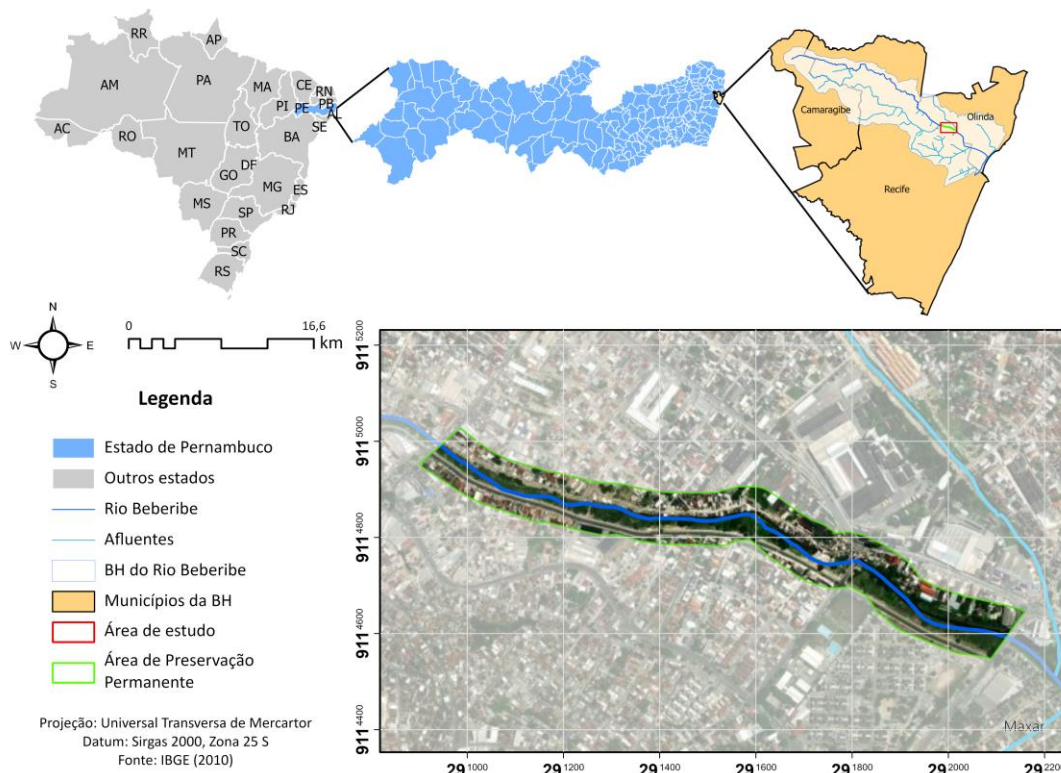 RR
AP
AM
PA
MA
CE
RN
PB
PI
PE
AL
AC
RO
TO
SE
BA
MT
DF
GO
MG
ES
MS
SP
RJ
PR
SC
RS
Camaragibe
Olinda
Recife
N
W
E
S
0
16,6
km
Legenda
Estado de Pernambuco
Outros estados
Rio Beberibe
Afluentes
BH do Rio Beberibe
Municípios da BH
Área de estudo
Área de Preservação
Permanente
Projeção: Universal Transversa de Mercartor
Datum: Sirgas 2000, Zona 25 S
Fonte: IBGE (2010)
911 5200
911 5000
911 4800
911 4600
911 4400
Maxar
29 1000
29 1200
29 1400
29 1600
29 1800
29 2000